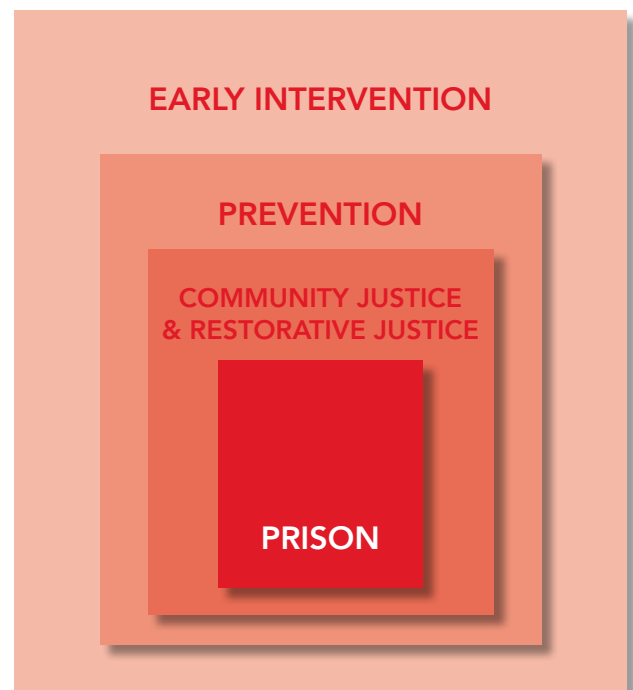 EARLY INTERVENTION
PREVENTION
COMMUNITY JUSTICE
& RESTORATIVE JUSTICE
PRISON